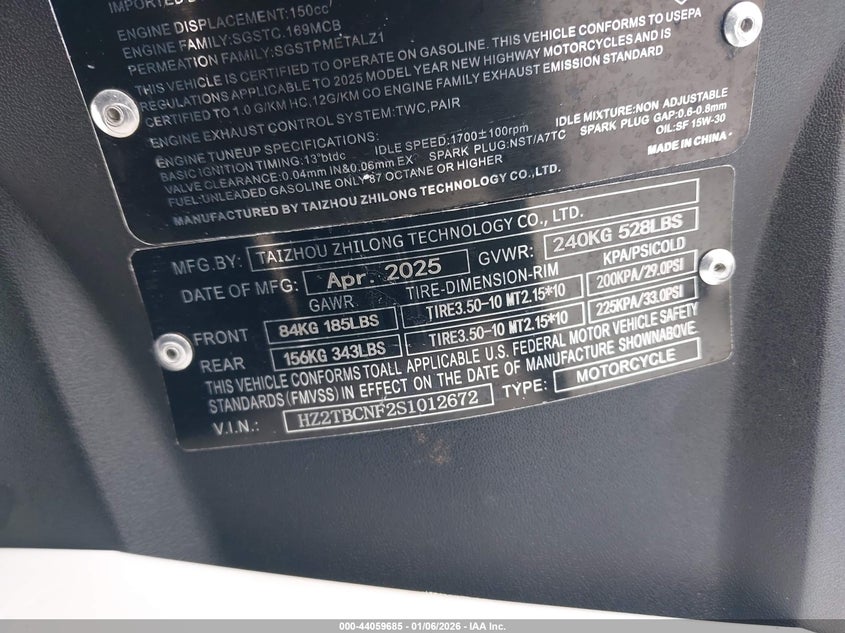 IMPORTED
ENGINE DISPLACEMENT:150cc
ENGINE FAMILY:SGSTC.169MCB
PERMEATION FAMILY:SGSTPMETALZ1
THIS VEHICLE IS CERTIFIED TO OPERATE ON GASOLINE. THIS VEHICLE CONFORMS TO USEPA
REGULATIONS APPLICABLE TO 2025 MODEL YEAR NEW HIGHWAY MOTORCYCLES AND IS
CERTIFIED TO 1.0 G/KM HC,12G/KM CO ENGINE FAMILY EXHAUST EMISSION STANDARD
ENGINE EXHAUST CONTROL SYSTEM:TWC,PAIR
ENGINE TUNEUP SPECIFICATIONS: IDLE MIXTURE:NON ADJUSTABLE
BASIC IGNITION TIMING:13°btdc IDLE SPEED:1700±100rpm SPARK PLUG GAP:0.6-0.8mm
VALVE CLEARANCE:0.04mm IN&0.06mm EX SPARK PLUG:NST/A7TC OIL:SF 15W-30
FUEL:UNLEADED GASOLINE ONLY 87 OCTANE OR HIGHER MADE IN CHINA
MANUFACTURED BY TAIZHOU ZHILONG TECHNOLOGY CO.,LTD.
MFG.BY: TAIZHOU ZHILONG TECHNOLOGY CO., LTD.
DATE OF MFG: Apr. 2025 GVWR: 240KG 528LBS
GAWR TIRE-DIMENSION-RIM KPA/PSICOLD
FRONT 84KG 185LBS TIRE3.50-10 MT2.15*10 200KPA/29.0PSI
REAR 156KG 343LBS TIRE3.50-10 MT2.15*10 225KPA/33.0PSI
THIS VEHICLE CONFORMS TOALL APPLICABLE U.S. FEDERAL MOTOR VEHICLE SAFETY
STANDARDS (FMVSS) IN EFFECT ON THE DATE OF MANUFACTURE SHOWNABOVE.
V.I.N.: HZ2TBCNF2S1012672 TYPE: MOTORCYCLE
000-44059685 - 01/06/2026 - IAA Inc.